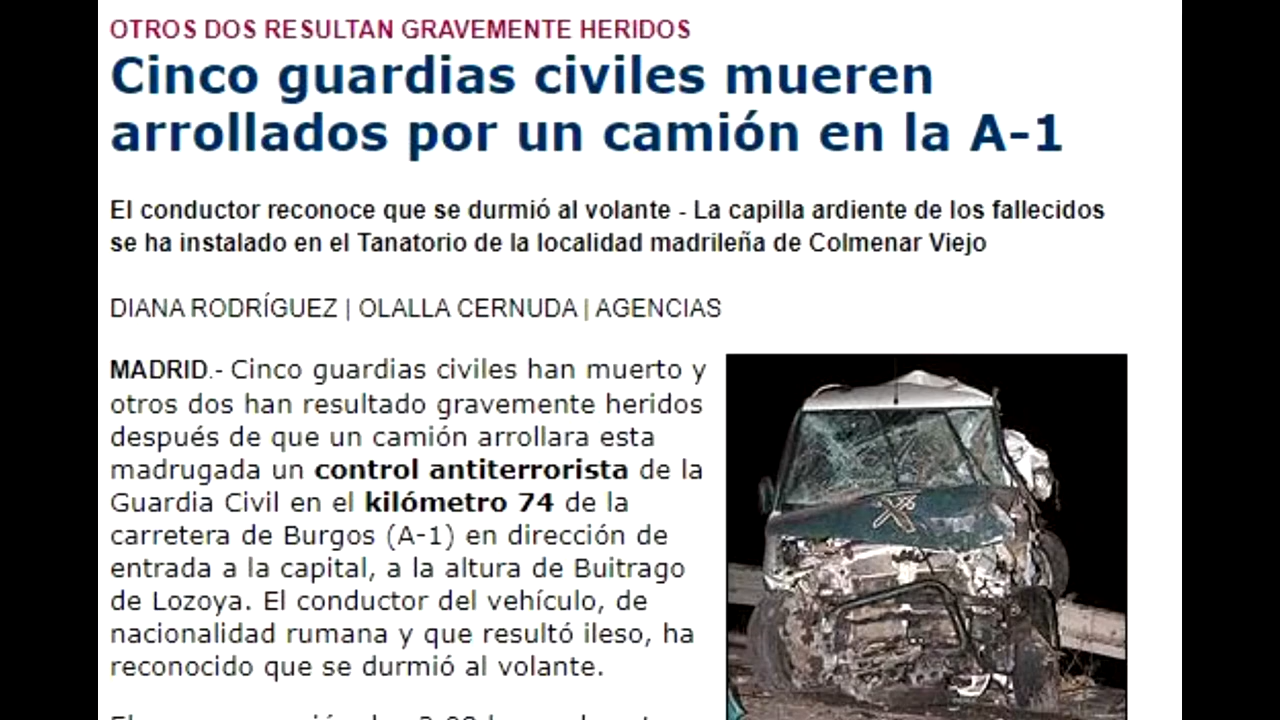 OTROS DOS RESULTAN GRAVEMENTE HERIDOS
Cinco guardias civiles mueren
arrollados por un camión en la A-1
El conductor reconoce que se durmió al volante - La capilla ardiente de los fallecidos
se ha instalado en el Tanatorio de la localidad madrileña de Colmenar Viejo
DIANA RODRÍGUEZ | OLALLA CERNUDA | AGENCIAS
MADRID.- Cinco guardias civiles han muerto y
otros dos han resultado gravemente heridos
después de que un camión arrollara esta
madrugada un control antiterrorista de la
Guardia Civil en el kilómetro 74 de la
carretera de Burgos (A-1) en dirección de
entrada a la capital, a la altura de Buitrago
de Lozoya. El conductor del vehículo, de
nacionalidad rumana y que resultó ileso, ha
reconocido que se durmió al volante.